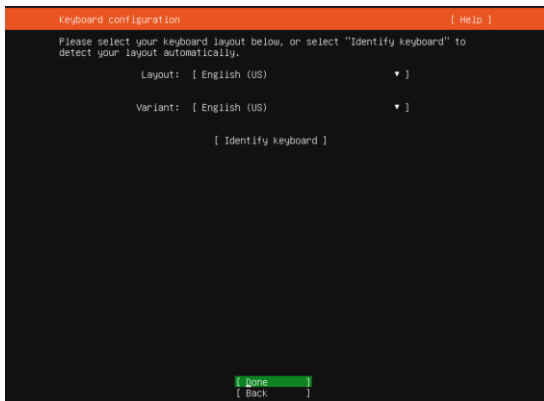 Keyboard configuration [ Help ]
Please select your keyboard layout below, or select "Identify keyboard" to
detect your layout automatically.
Layout: [ English (US) ▾ ]
Variant: [ English (US) ▾ ]
[ Identify keyboard ]
[ Done ]
[ Back ]